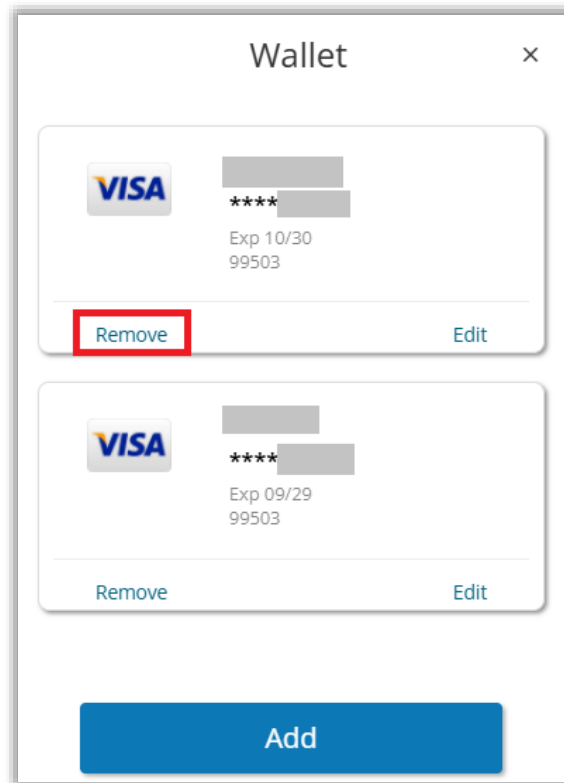 Wallet ×
VISA
****
Exp 10/30
99503
Remove Edit
VISA
****
Exp 09/29
99503
Remove Edit
Add